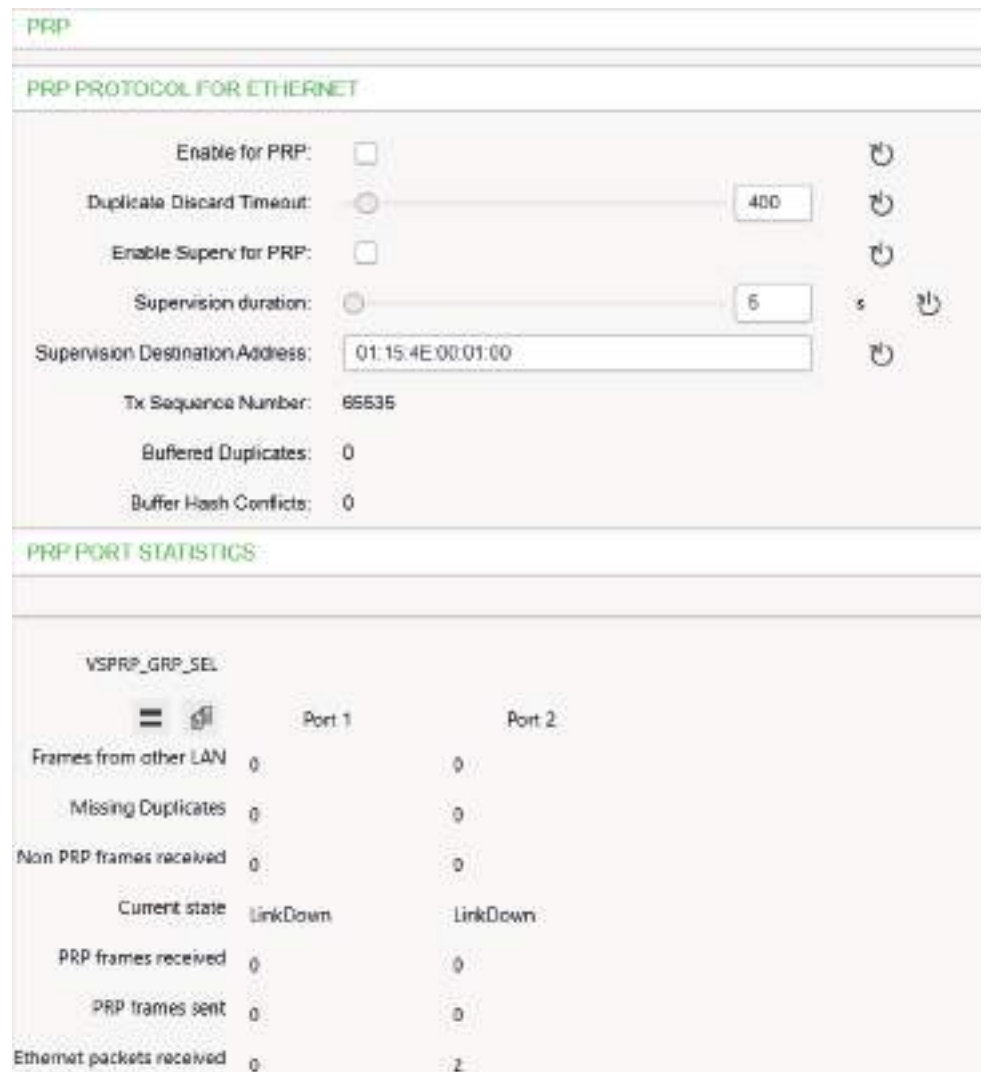 PRP
PRP PROTOCOL FOR ETHERNET
Enable for PRP:
Duplicate Discard Timeout: 400
Enable Superv for PRP:
Supervision duration: 5 s
Supervision Destination Address: 01:15:4E:00:01:00
Tx Sequence Number: 65535
Buffered Duplicates: 0
Buffer Hash Conflicts: 0
PRP PORT STATISTICS
VSPRP_GRP_SEL
Port 1 Port 2
Frames from other LAN 0 0
Missing Duplicates 0 0
Non PRP frames received 0 0
Current state LinkDown LinkDown
PRP frames received 0 0
PRP frames sent 0 0
Ethernet packets received 0 2